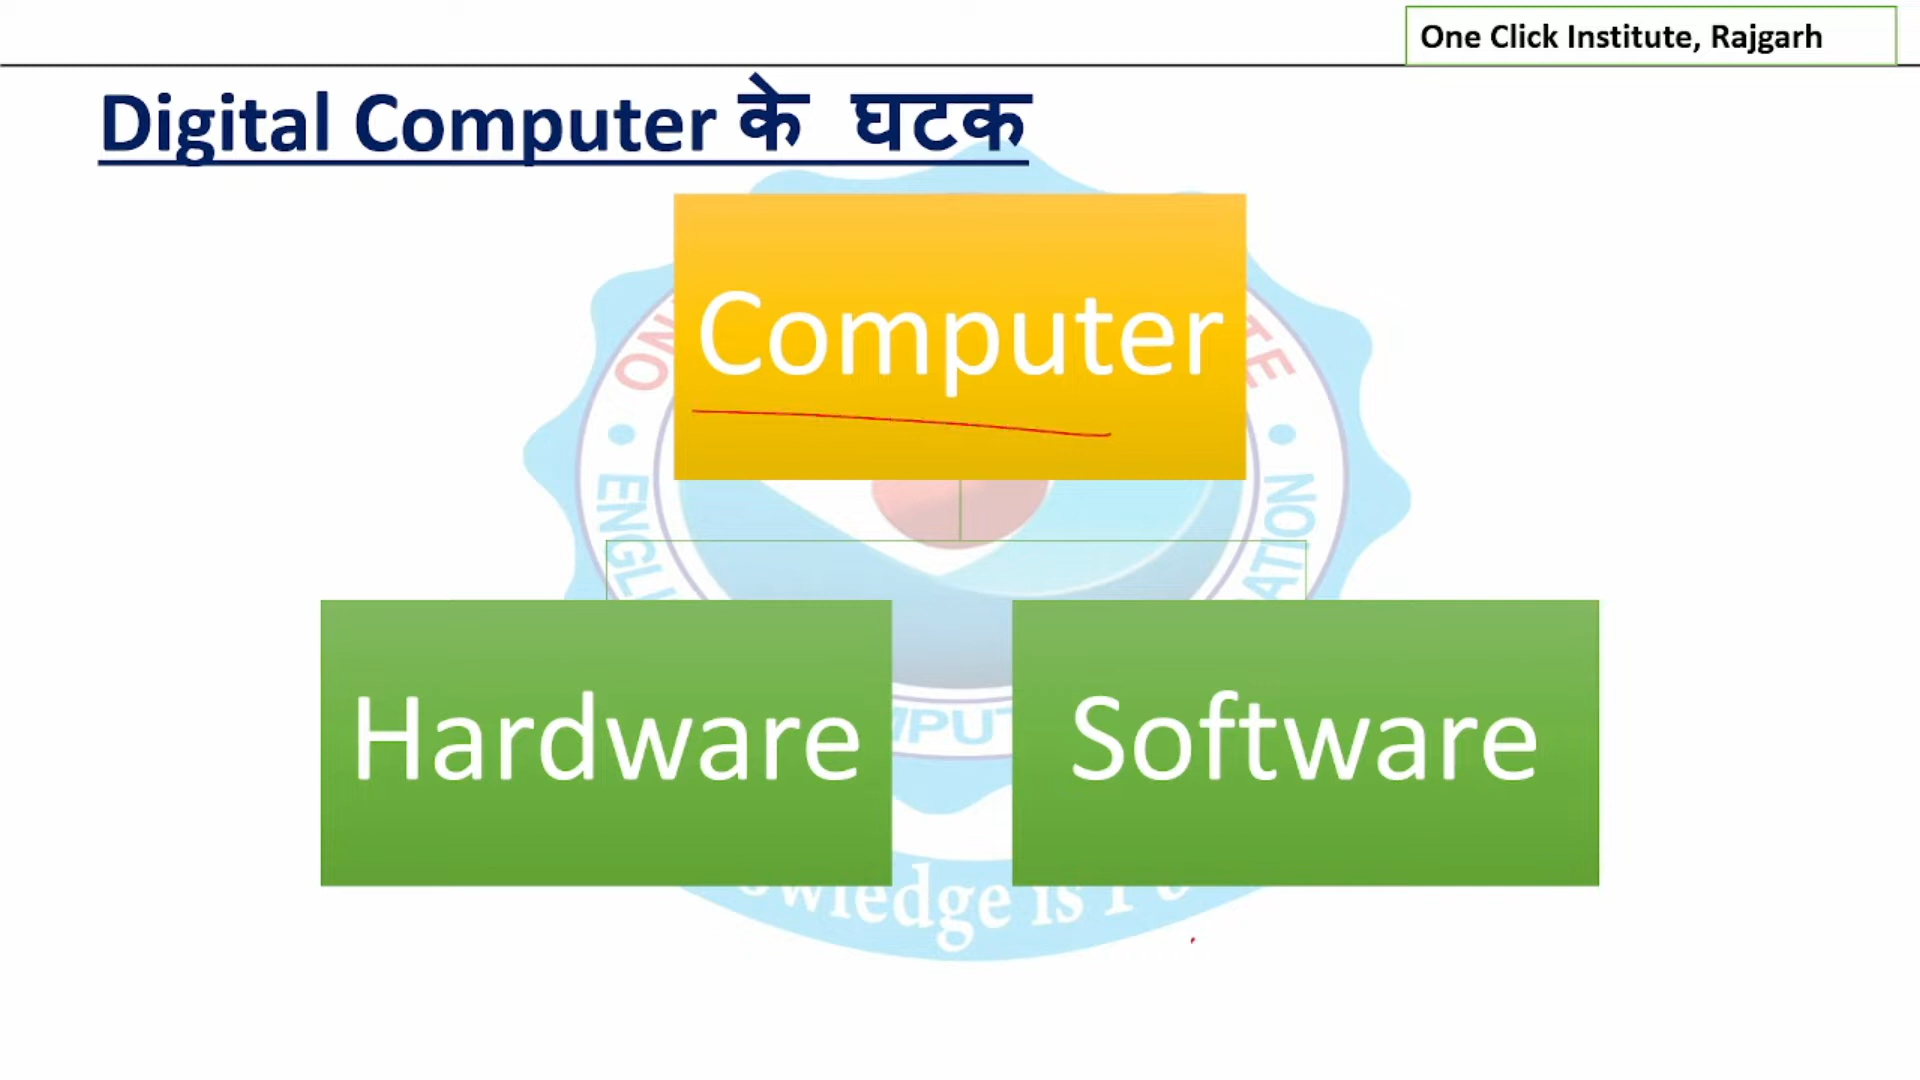 One Click Institute, Rajgarh
Digital Computer के घटक
Computer
Hardware
Software